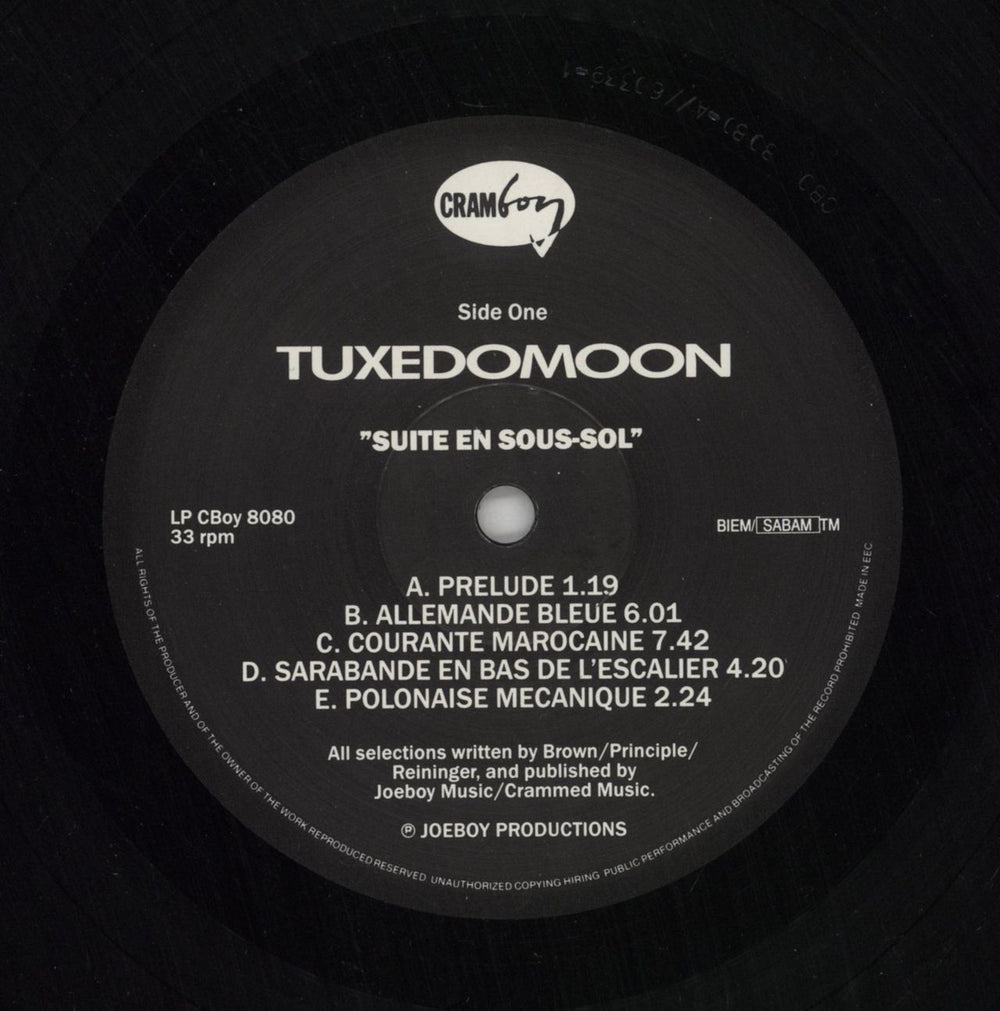 CRAMboy
Side One
TUXEDOMOON
"SUITE EN SOUS-SOL"
LP CBoy 8080
33 rpm
BIEM/ SABAM TM
A. PRELUDE 1.19
B. ALLEMANDE BLEUE 6.01
C. COURANTE MAROCAINE 7.42
D. SARABANDE EN BAS DE L'ESCALIER 4.20
E. POLONAISE MECANIQUE 2.24
All selections written by Brown/Principle/
Reininger, and published by
Joeboy Music/Crammed Music.
℗ JOEBOY PRODUCTIONS
ALL RIGHTS OF THE PRODUCER AND OF THE OWNER OF THE WORK REPRODUCED RESERVED UNAUTHORIZED COPYING HIRING PUBLIC PERFORMANCE AND BROADCASTING OF THE RECORD PROHIBITED MADE IN EEC